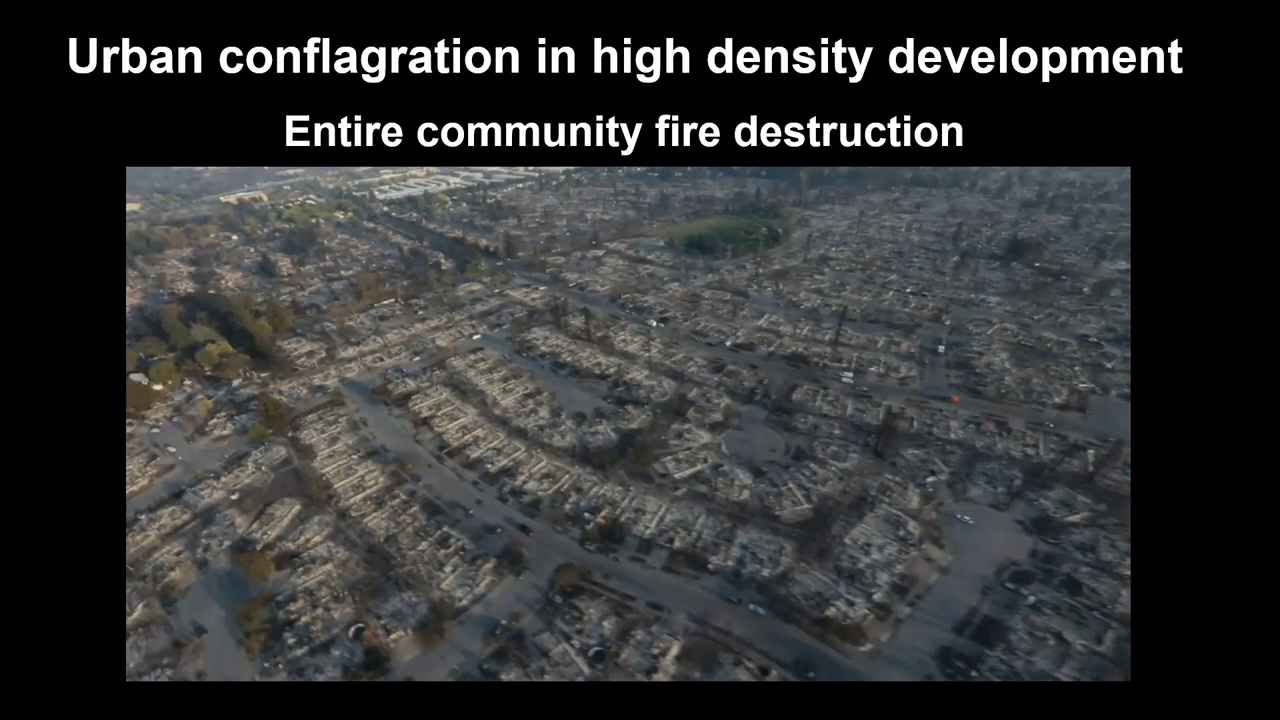 Urban conflagration in high density development
Entire community fire destruction